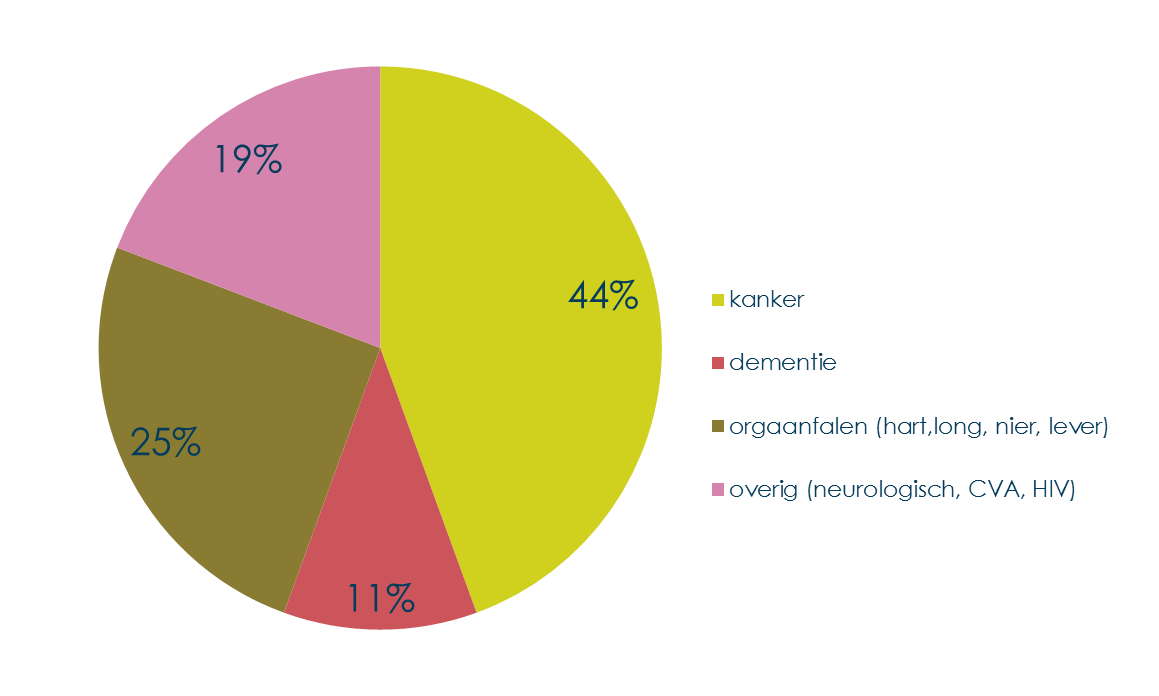 19%
44%
25%
11%
kanker
dementie
orgaanfalen (hart,long, nier, lever)
overig (neurologisch, CVA, HIV)